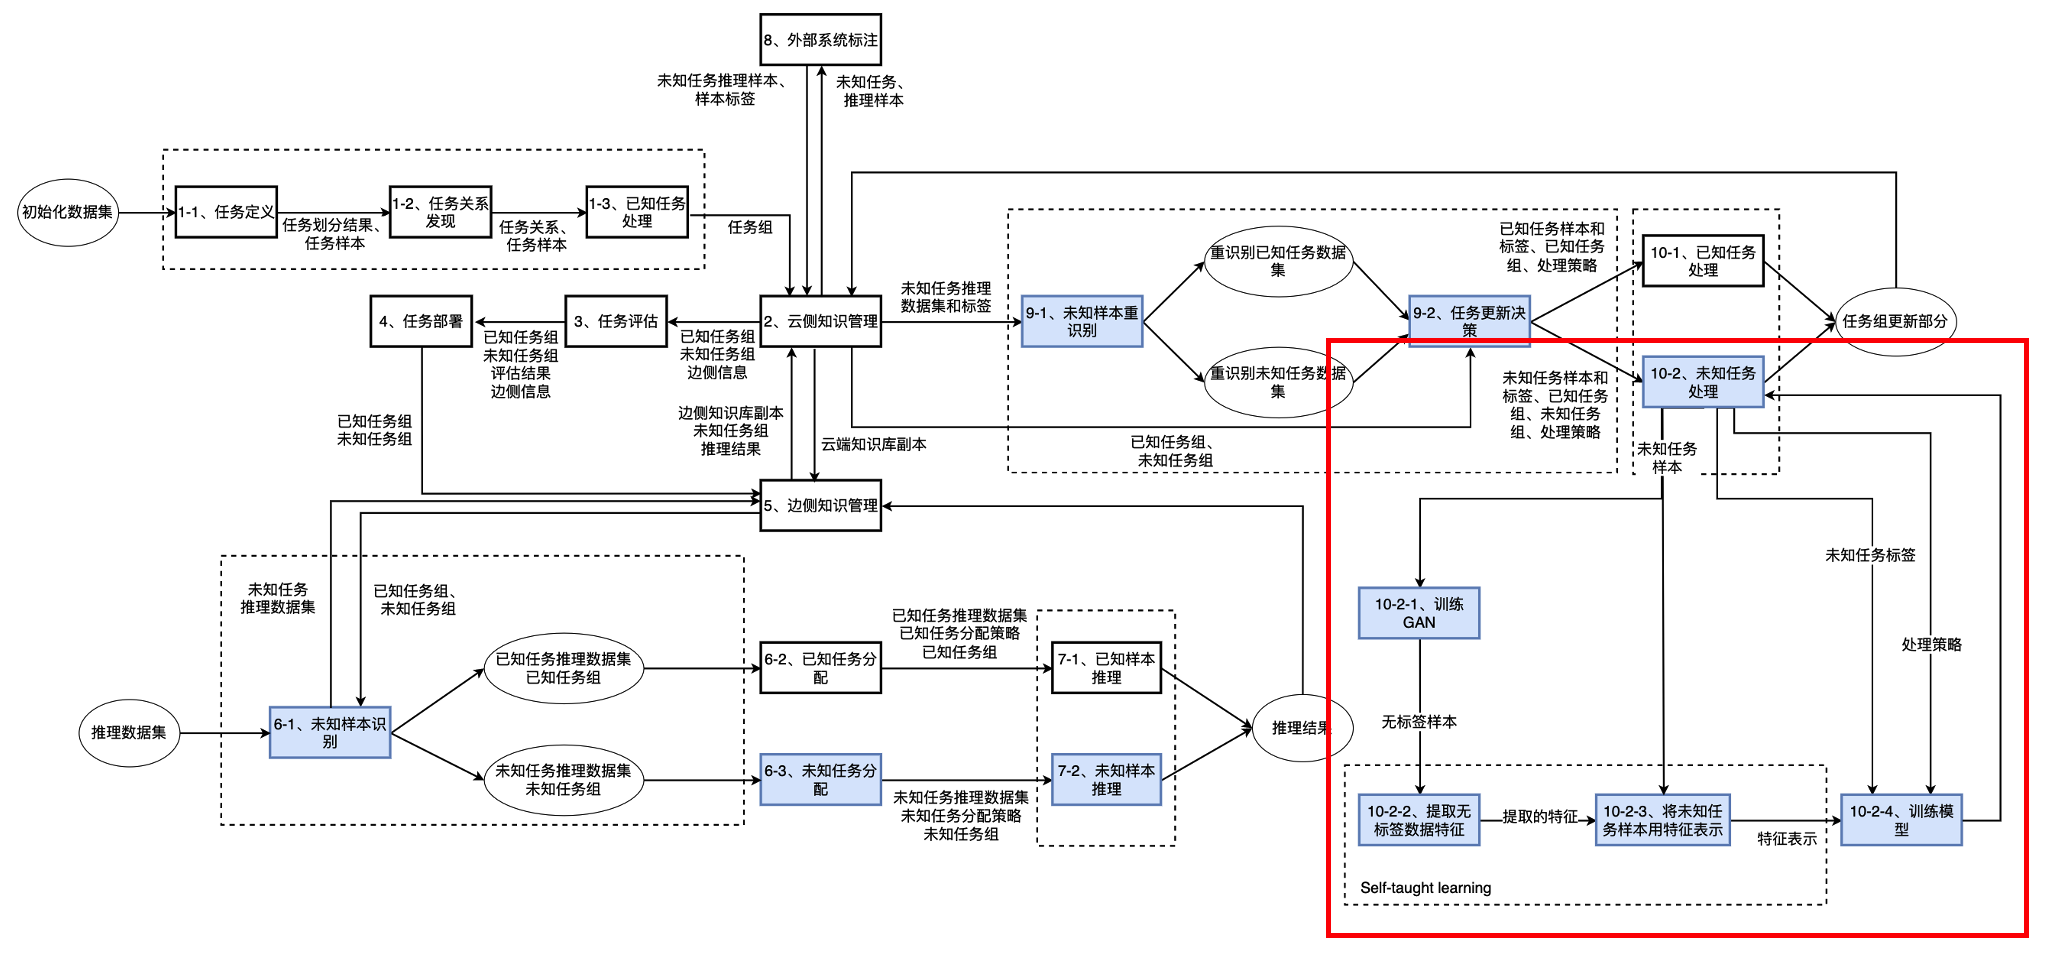 8、外部系统标注
未知任务推理样本、
样本标签
未知任务、
推理样本
初始化数据集
1-1、任务定义
任务划分结果、
任务样本
1-2、任务关系
发现
任务关系、
任务样本
1-3、已知任务
处理
任务组
4、任务部署
已知任务组
未知任务组
评估结果
边侧信息
3、任务评估
已知任务组
未知任务组
边侧信息
2、云侧知识管理
未知任务推理
数据集和标签
9-1、未知样本重
识别
重识别已知任务数据
集
重识别未知任务数据
集
9-2、任务更新决
策
已知任务样本和
标签、已知任务
组、处理策略
未知任务样本和
标签、已知任务
组、未知任务
组、处理策略
10-1、已知任务
处理
10-2、未知任务
处理
任务组更新部分
已知任务组
未知任务组
边侧知识库副本
未知任务组
推理结果
云端知识库副本
已知任务组、
未知任务组
5、边侧知识管理
未知任务
推理数据集
已知任务组、
未知任务组
推理数据集
6-1、未知样本识
别
已知任务推理数据集
已知任务组
未知任务推理数据集
未知任务组
6-2、已知任务分
配
6-3、未知任务分
配
已知任务推理数据集
已知任务分配策略
已知任务组
未知任务推理数据集
未知任务分配策略
未知任务组
7-1、已知样本
推理
7-2、未知样本
推理
推理结果
未知任务
样本
未知任务标签
处理策略
10-2-1、训练
GAN
无标签样本
10-2-2、提取无
标签数据特征
提取的特征
10-2-3、将未知任
务样本用特征表示
特征表示
10-2-4、训练模
型
Self-taught learning